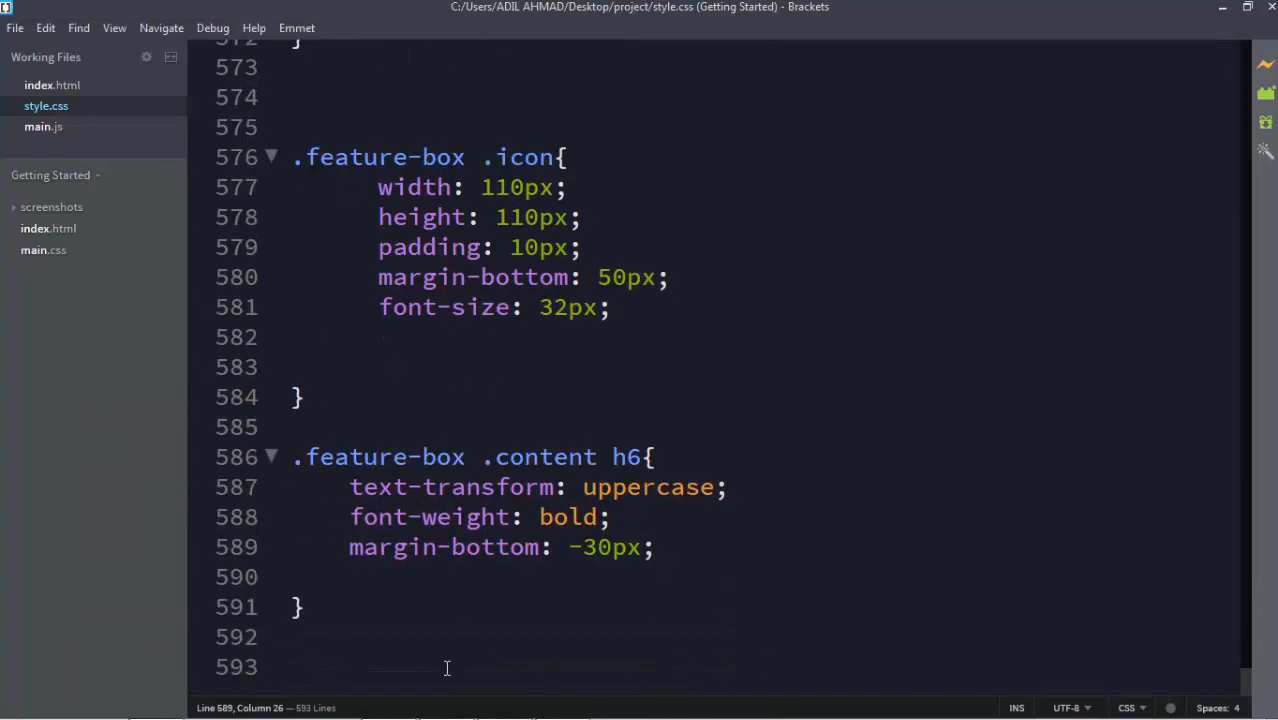 C:/Users/ADIL AHMAD/Desktop/project/style.css (Getting Started) - Brackets
File Edit Find View Navigate Debug Help Emmet
Working Files
index.html
style.css
main.js
Getting Started
screenshots
index.html
main.css
572 }
573
574
575
576 .feature-box .icon{
577 width: 110px;
578 height: 110px;
579 padding: 10px;
580 margin-bottom: 50px;
581 font-size: 32px;
582
583
584 }
585
586 .feature-box .content h6{
587 text-transform: uppercase;
588 font-weight: bold;
589 margin-bottom: -30px;
590
591 }
592
593
Line 589, Column 26 — 593 Lines INS UTF-8 CSS Spaces: 4